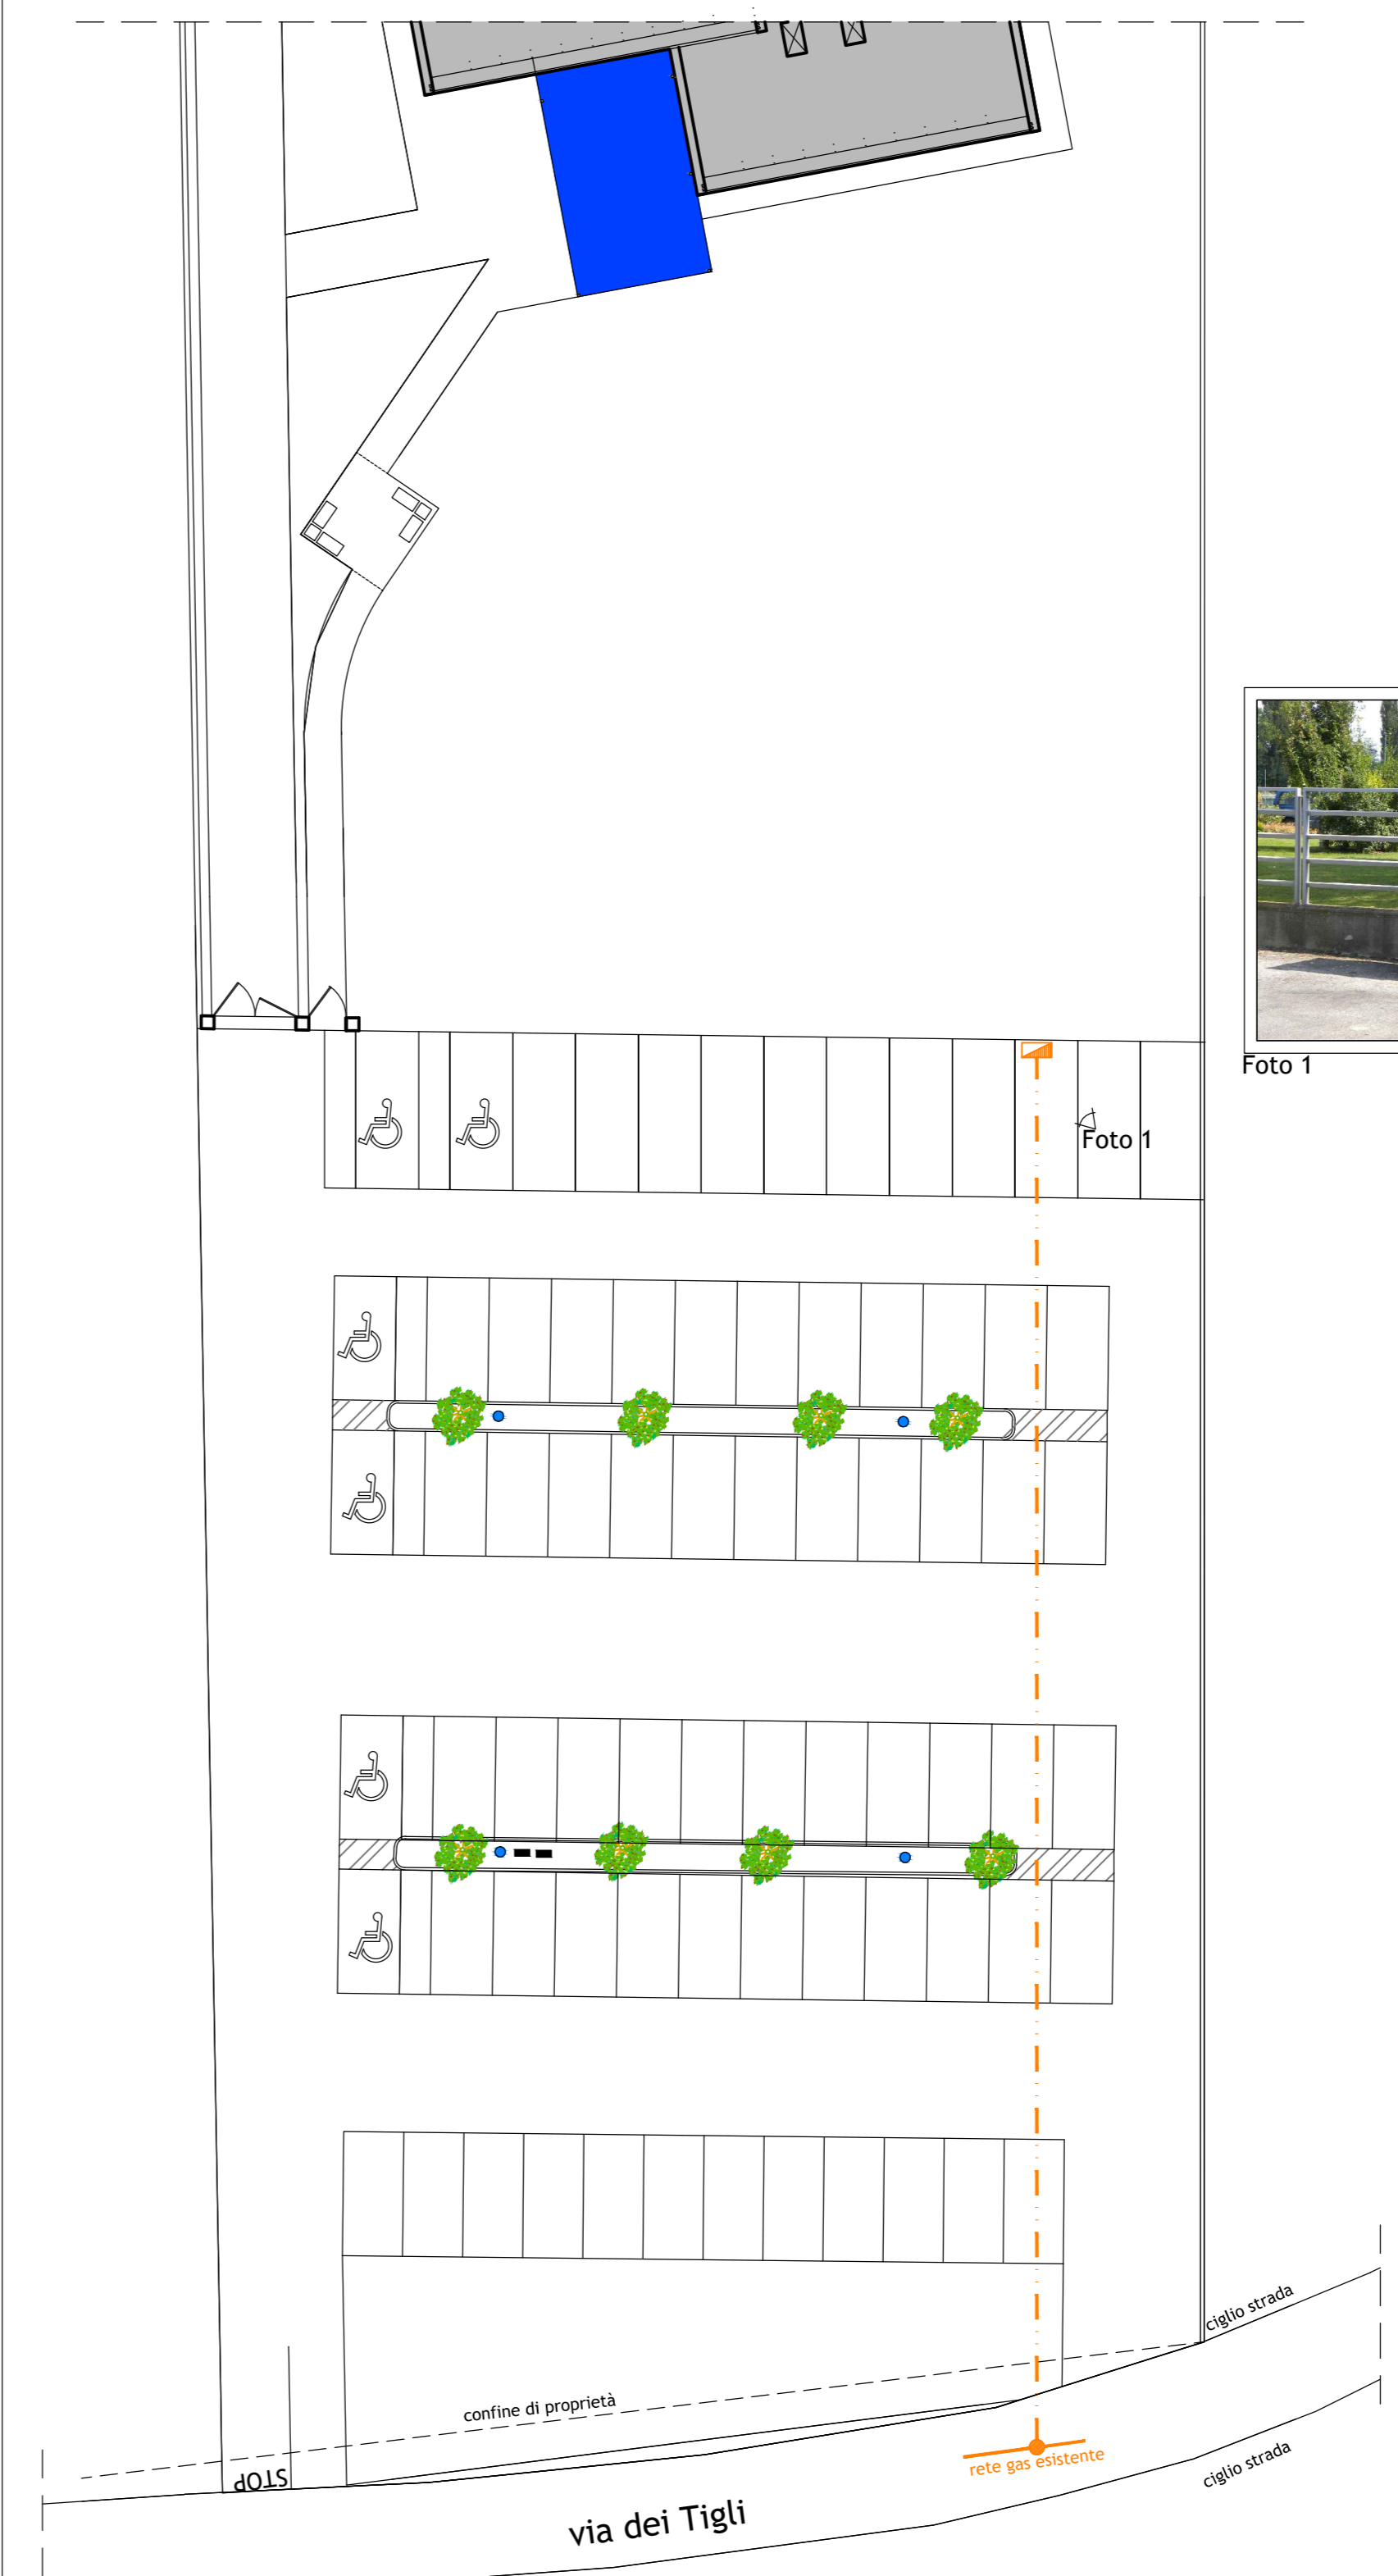 Foto 1
Foto 1
ciglio strada
confine di proprietà
rete gas esistente
ciglio strada
STOP
via dei Tigli